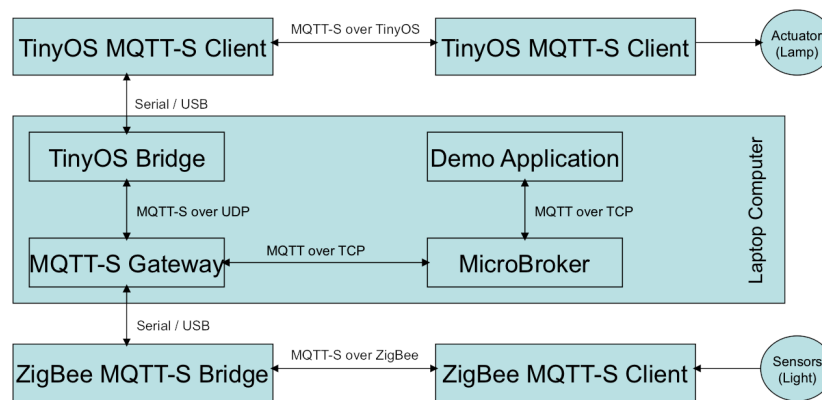 TinyOS MQTT-S Client
MQTT-S over TinyOS
TinyOS MQTT-S Client
Actuator
(Lamp)
Serial / USB
TinyOS Bridge
Demo Application
MQTT-S over UDP
MQTT over TCP
MQTT-S Gateway
MQTT over TCP
MicroBroker
Laptop Computer
Serial / USB
ZigBee MQTT-S Bridge
MQTT-S over ZigBee
ZigBee MQTT-S Client
Sensors
(Light)